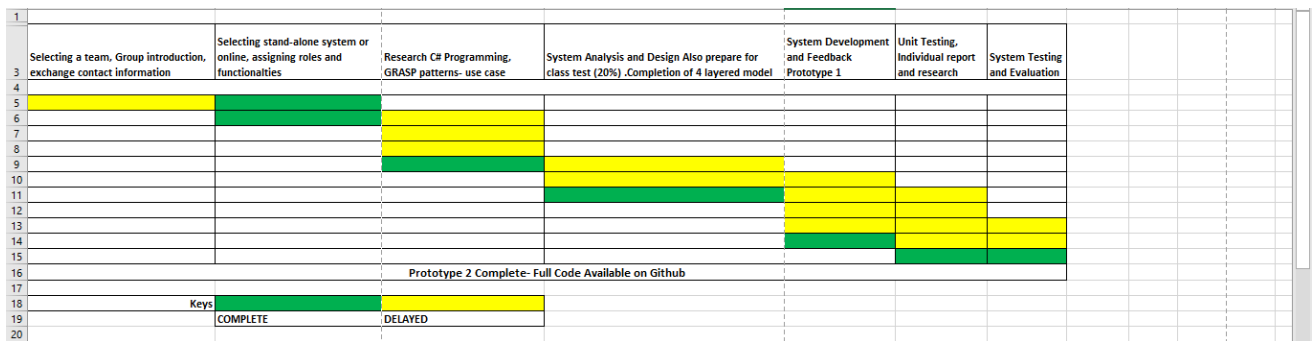 1
Selecting a team, Group introduction,
exchange contact information
Selecting stand-alone system or
online, assigning roles and
functionalties
Research C# Programming,
GRASP patterns- use case
System Analysis and Design Also prepare for
class test (20%) .Completion of 4 layered model
System Development
and Feedback
Prototype 1
Unit Testing,
Individual report
and research
System Testing
and Evaluation
3
4
5
6
7
8
9
10
11
12
13
14
15
16 Prototype 2 Complete- Full Code Available on Github
17
18 Keys
19 COMPLETE DELAYED
20